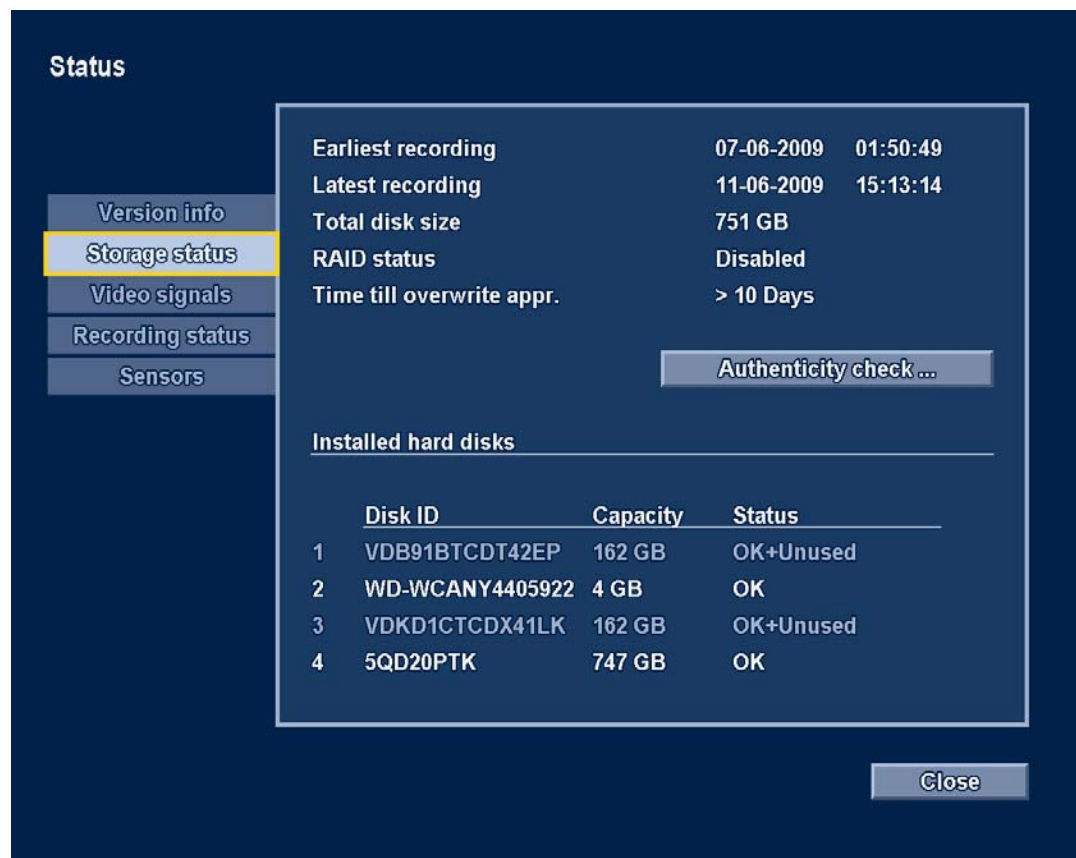 Status
Earliest recording 07-06-2009 01:50:49
Latest recording 11-06-2009 15:13:14
Total disk size 751 GB
RAID status Disabled
Time till overwrite appr. > 10 Days
Version info
Storage status
Video signals
Recording status
Sensors
Authenticity check ...
Installed hard disks
Disk ID Capacity Status
1 VDB91BTCDT42EP 162 GB OK+Unused
2 WD-WCANY4405922 4 GB OK
3 VDKD1CTCDX41LK 162 GB OK+Unused
4 5QD20PTK 747 GB OK
Close